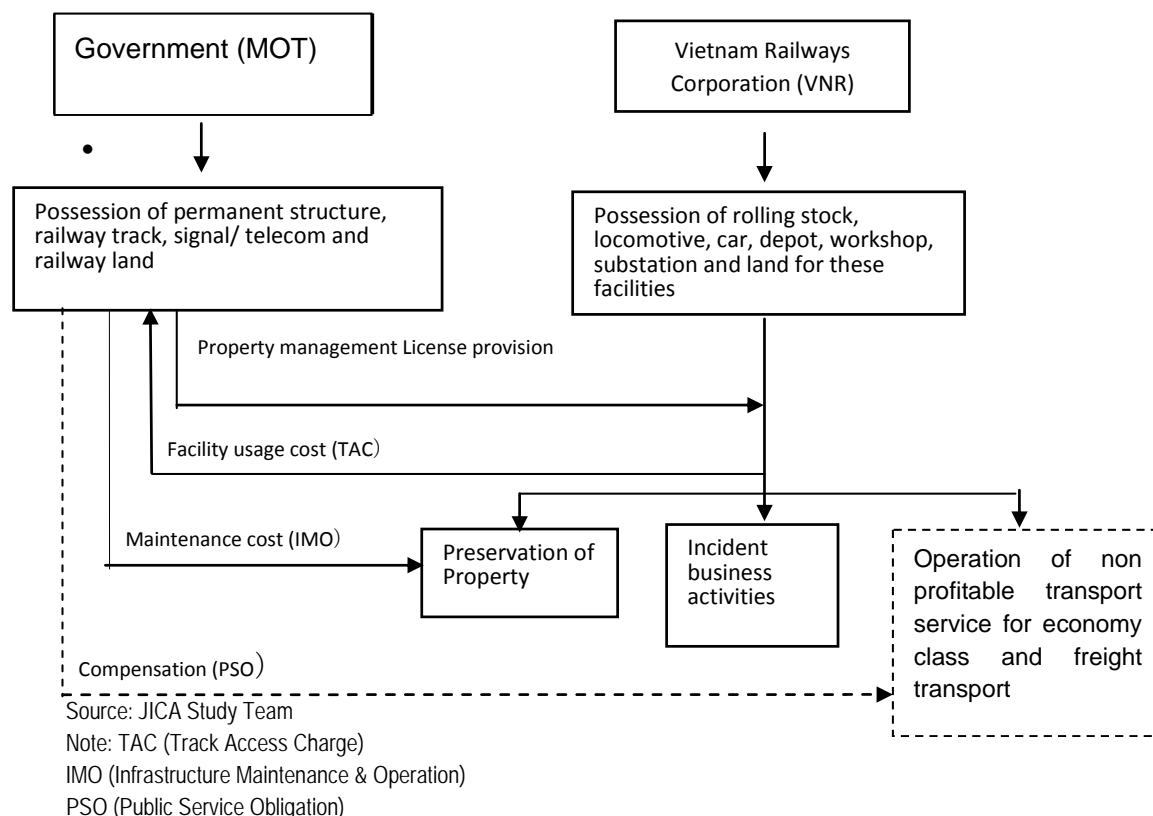 Government (MOT)
Vietnam Railways
Corporation (VNR)
Possession of permanent structure,
railway track, signal/ telecom and
railway land
Possession of rolling stock,
locomotive, car, depot, workshop,
substation and land for these
facilities
Property management License provision
Facility usage cost (TAC)
Maintenance cost (IMO)
Preservation of
Property
Incident
business
activities
Operation of non
profitable transport
service for economy
class and freight
transport
Compensation (PSO)
Source: JICA Study Team
Note: TAC (Track Access Charge)
IMO (Infrastructure Maintenance & Operation)
PSO (Public Service Obligation)